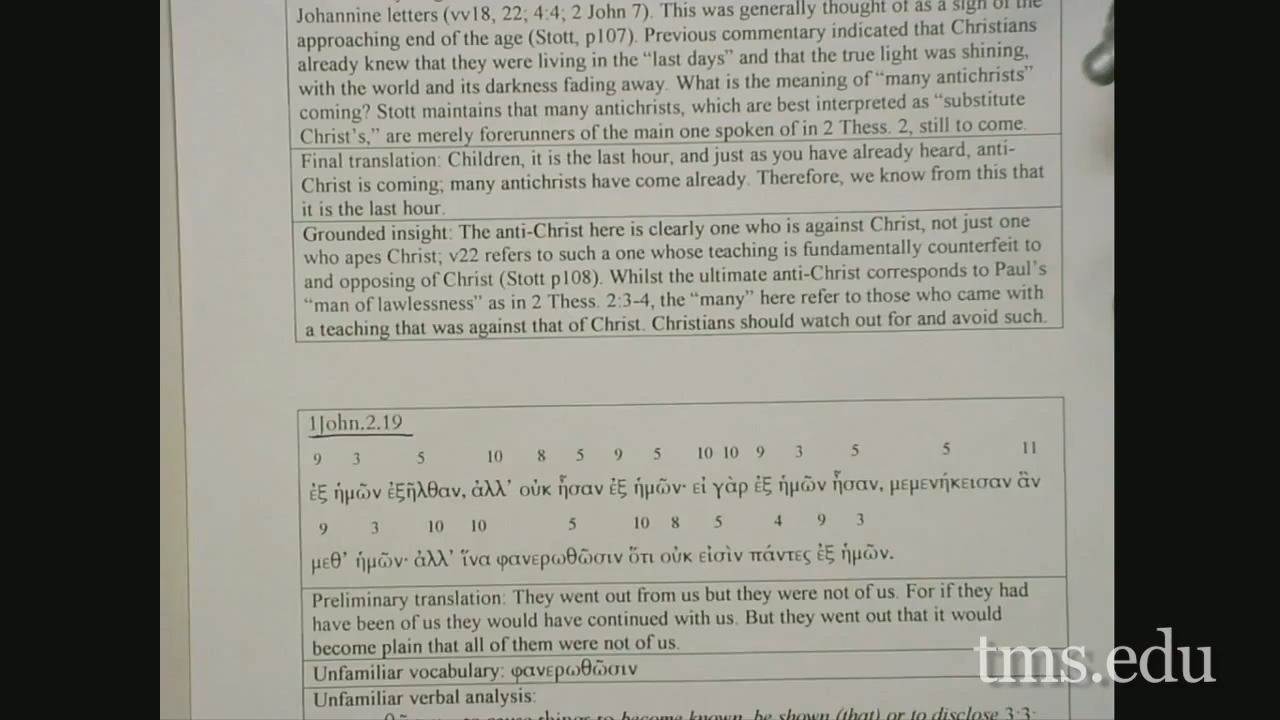 Johannine letters (vv18, 22; 4:4; 2 John 7). This was generally thought of as a sign of the
approaching end of the age (Stott, p107). Previous commentary indicated that Christians
already knew that they were living in the “last days” and that the true light was shining,
with the world and its darkness fading away. What is the meaning of “many antichrists”
coming? Stott maintains that many antichrists, which are best interpreted as “substitute
Christ’s,” are merely forerunners of the main one spoken of in 2 Thess. 2, still to come.
Final translation: Children, it is the last hour, and just as you have already heard, anti-
Christ is coming; many antichrists have come already. Therefore, we know from this that
it is the last hour.
Grounded insight: The anti-Christ here is clearly one who is against Christ, not just one
who apes Christ; v22 refers to such a one whose teaching is fundamentally counterfeit to
and opposing of Christ (Stott p108). Whilst the ultimate anti-Christ corresponds to Paul’s
“man of lawlessness” as in 2 Thess. 2:3-4, the “many” here refer to those who came with
a teaching that was against that of Christ. Christians should watch out for and avoid such.
1John.2.19
9 3 5 10 8 5 9 5 10 10 9 3 5 5 11
ἐξ ἡμῶν ἐξῆλθαν, ἀλλ’ οὐκ ἦσαν ἐξ ἡμῶν· εἰ γὰρ ἐξ ἡμῶν ἦσαν, μεμενήκεισαν ἂν
9 3 10 10 5 10 8 5 4 9 3
μεθ’ ἡμῶν· ἀλλ’ ἵνα φανερωθῶσιν ὅτι οὐκ εἰσὶν πάντες ἐξ ἡμῶν.
Preliminary translation: They went out from us but they were not of us. For if they had
have been of us they would have continued with us. But they went out that it would
become plain that all of them were not of us.
Unfamiliar vocabulary: φανερωθῶσιν
Unfamiliar verbal analysis:
to cause things to become known, be shown (that) or to disclose 3:3;
tms.edu